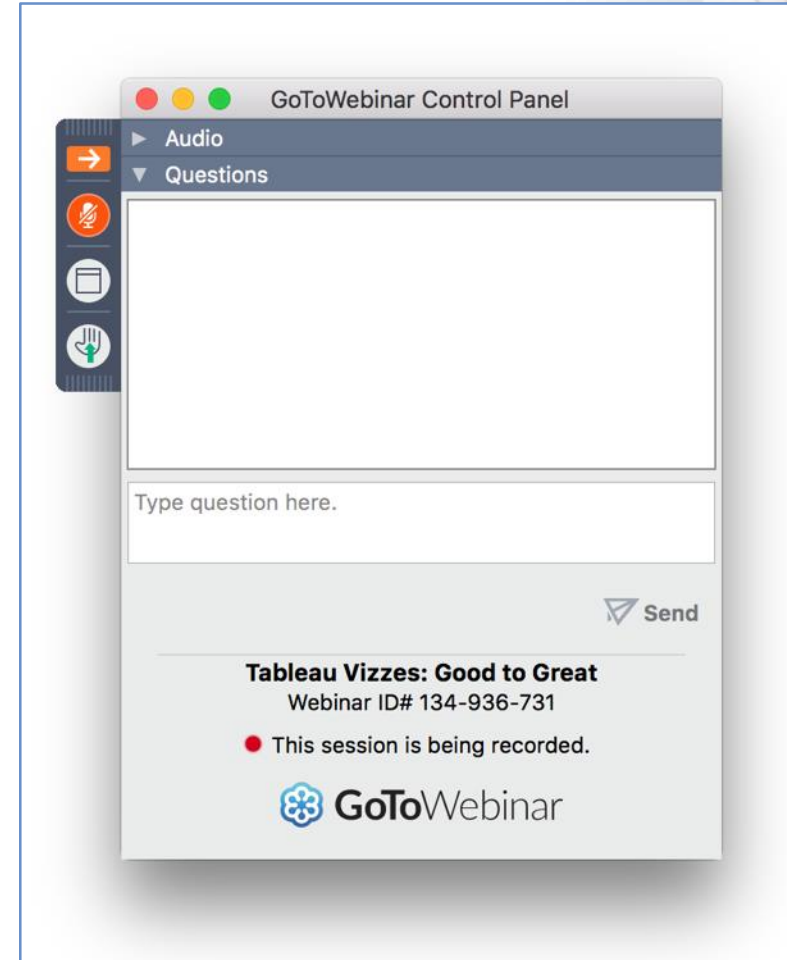 GoToWebinar Control Panel
Audio
Questions
Type question here.
Send
Tableau Vizzes: Good to Great
Webinar ID# 134-936-731
This session is being recorded.
GoToWebinar